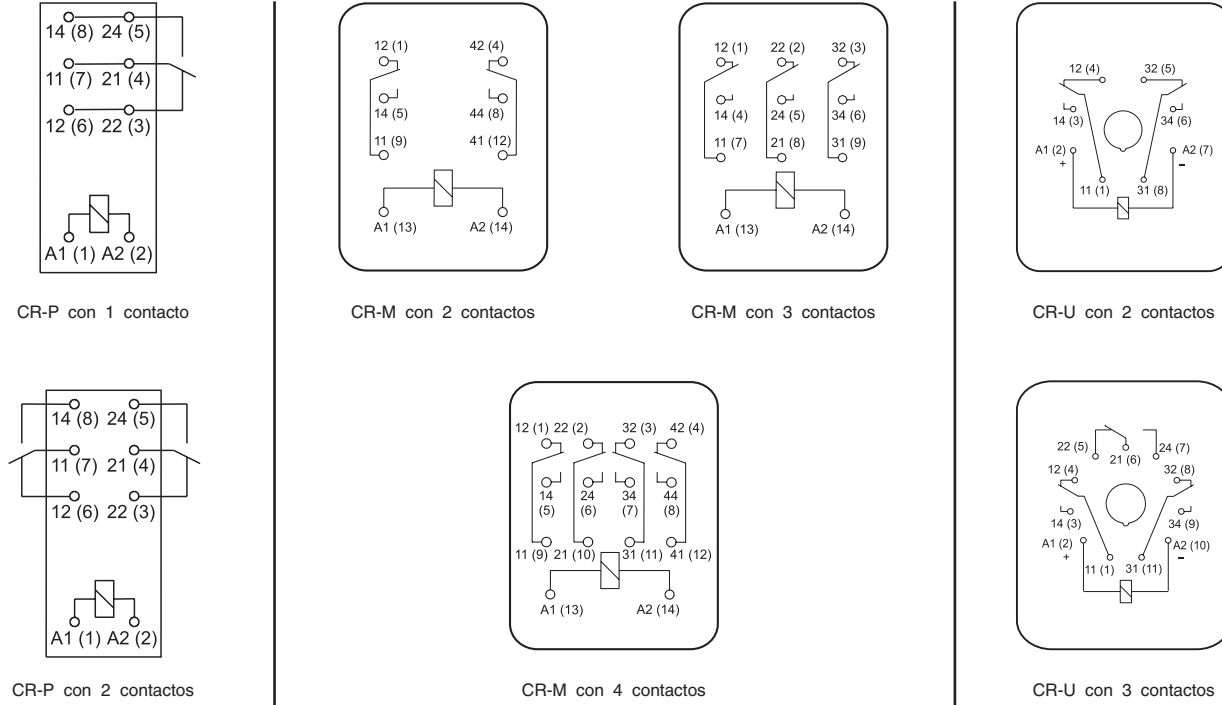 14 (8) 24 (5)
11 (7) 21 (4)
12 (6) 22 (3)
A1 (1) A2 (2)
CR-P con 1 contacto
12 (1) 42 (4)
14 (5) 44 (8)
11 (9) 41 (12)
A1 (13) A2 (14)
CR-M con 2 contactos
12 (1) 22 (2) 32 (3)
14 (4) 24 (5) 34 (6)
11 (7) 21 (8) 31 (9)
A1 (13) A2 (14)
CR-M con 3 contactos
12 (4) 32 (5)
14 (3) 34 (6)
A1 (2) A2 (7)
+ –
11 (1) 31 (8)
CR-U con 2 contactos
14 (8) 24 (5)
11 (7) 21 (4)
12 (6) 22 (3)
A1 (1) A2 (2)
CR-P con 2 contactos
12 (1) 22 (2) 32 (3) 42 (4)
14 24 34 44
(5) (6) (7) (8)
11 (9) 21 (10) 31 (11) 41 (12)
A1 (13) A2 (14)
CR-M con 4 contactos
22 (5) 21 (6) 24 (7)
12 (4) 32 (8)
14 (3) 34 (9)
A1 (2) A2 (10)
+ –
11 (1) 31 (11)
CR-U con 3 contactos